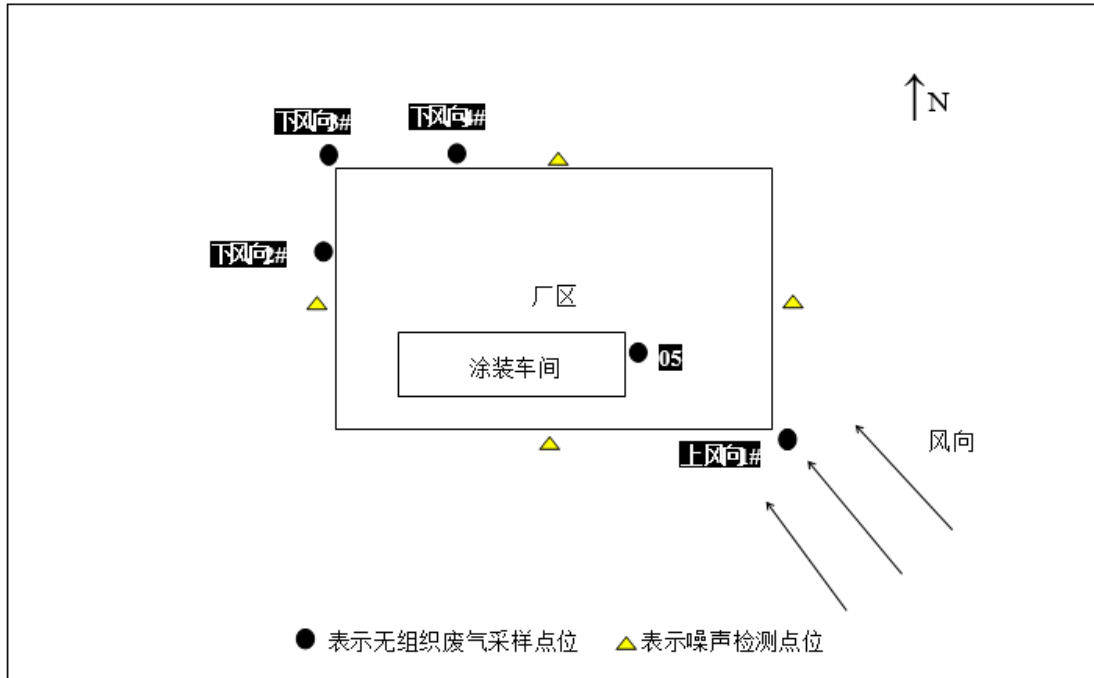 N
下风向3#
下风向4#
下风向2#
厂区
涂装车间
05
上风向1#
风向
表示无组织废气采样点位
表示噪声检测点位